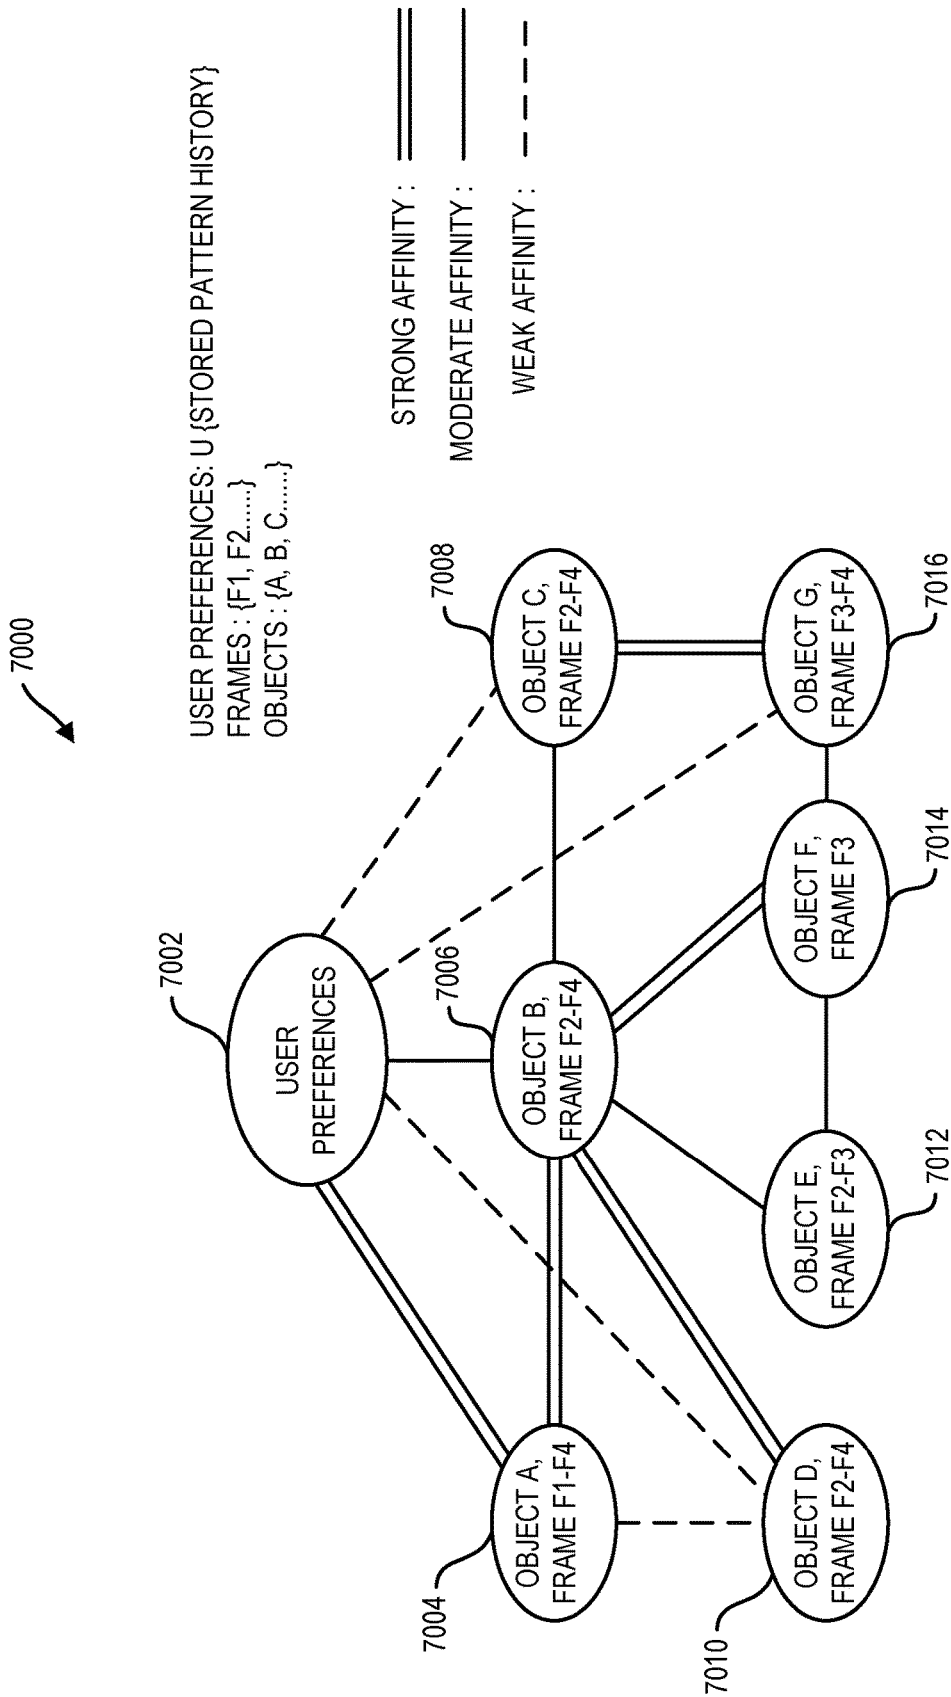 7000
USER PREFERENCES: U {STORED PATTERN HISTORY}
FRAMES : {F1, F2......}
OBJECTS : {A, B, C.......}
STRONG AFFINITY :
MODERATE AFFINITY :
WEAK AFFINITY :
7002
USER
PREFERENCES
7004
OBJECT A,
FRAME F1-F4
7006
OBJECT B,
FRAME F2-F4
7008
OBJECT C,
FRAME F2-F4
7010
OBJECT D,
FRAME F2-F4
7012
OBJECT E,
FRAME F2-F3
7014
OBJECT F,
FRAME F3
7016
OBJECT G,
FRAME F3-F4